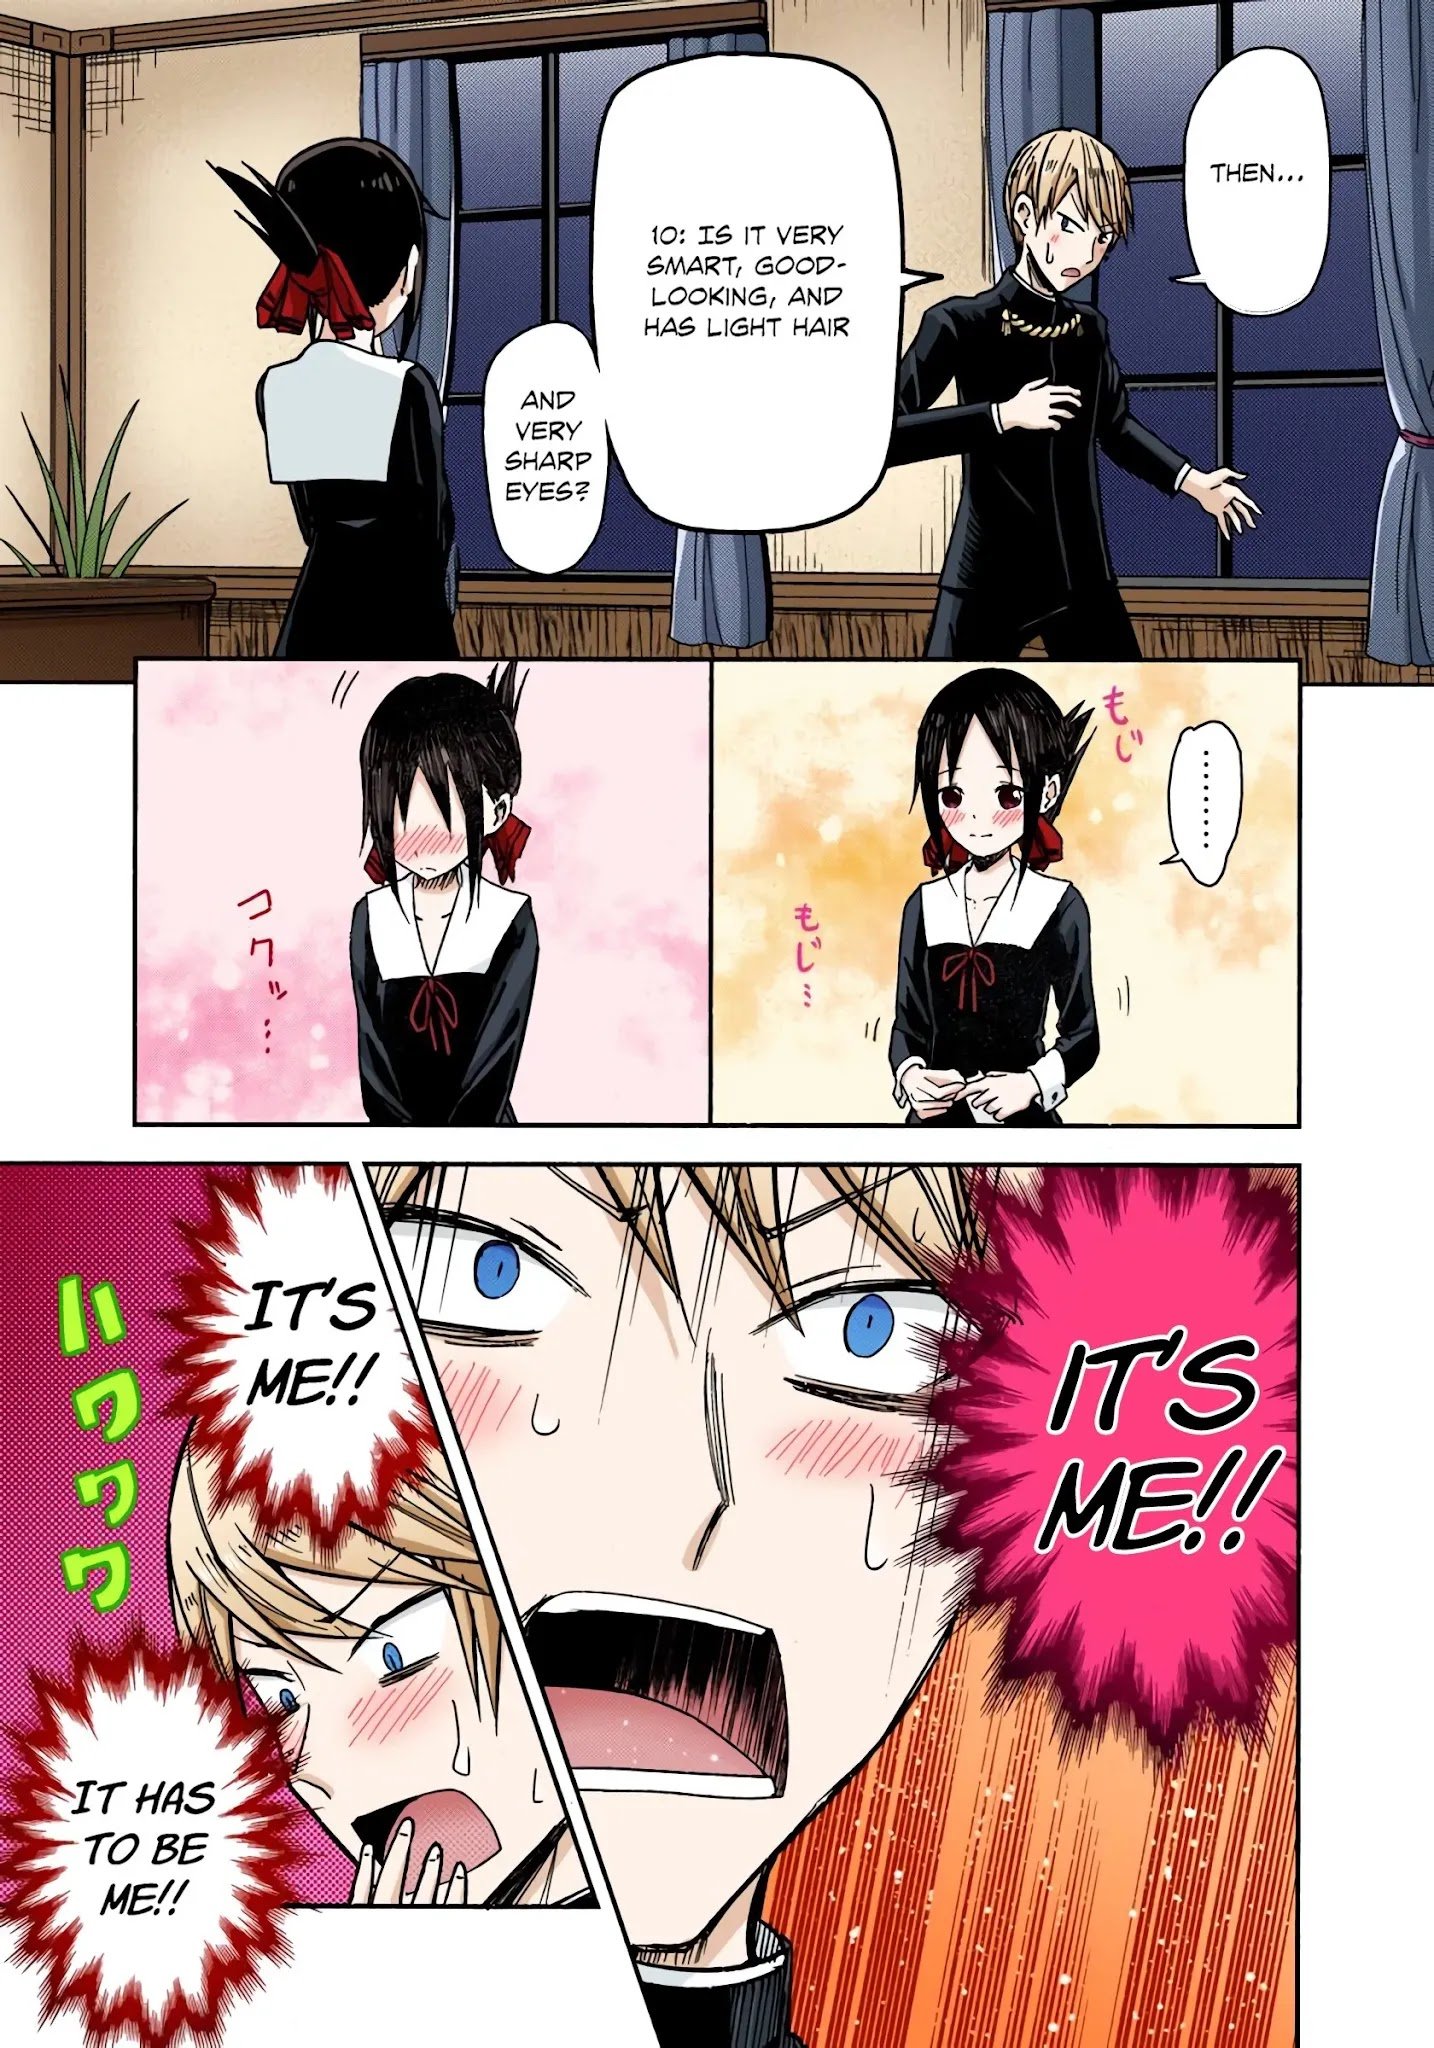 THEN...
10: IS IT VERY
SMART, GOOD-
LOOKING, AND
HAS LIGHT HAIR
AND
VERY
SHARP
EYES?
もじ
………
もじ…
コクッ…
IT'S
ME!!
IT'S
ME!!
ハワワワ
IT HAS
TO BE
ME!!